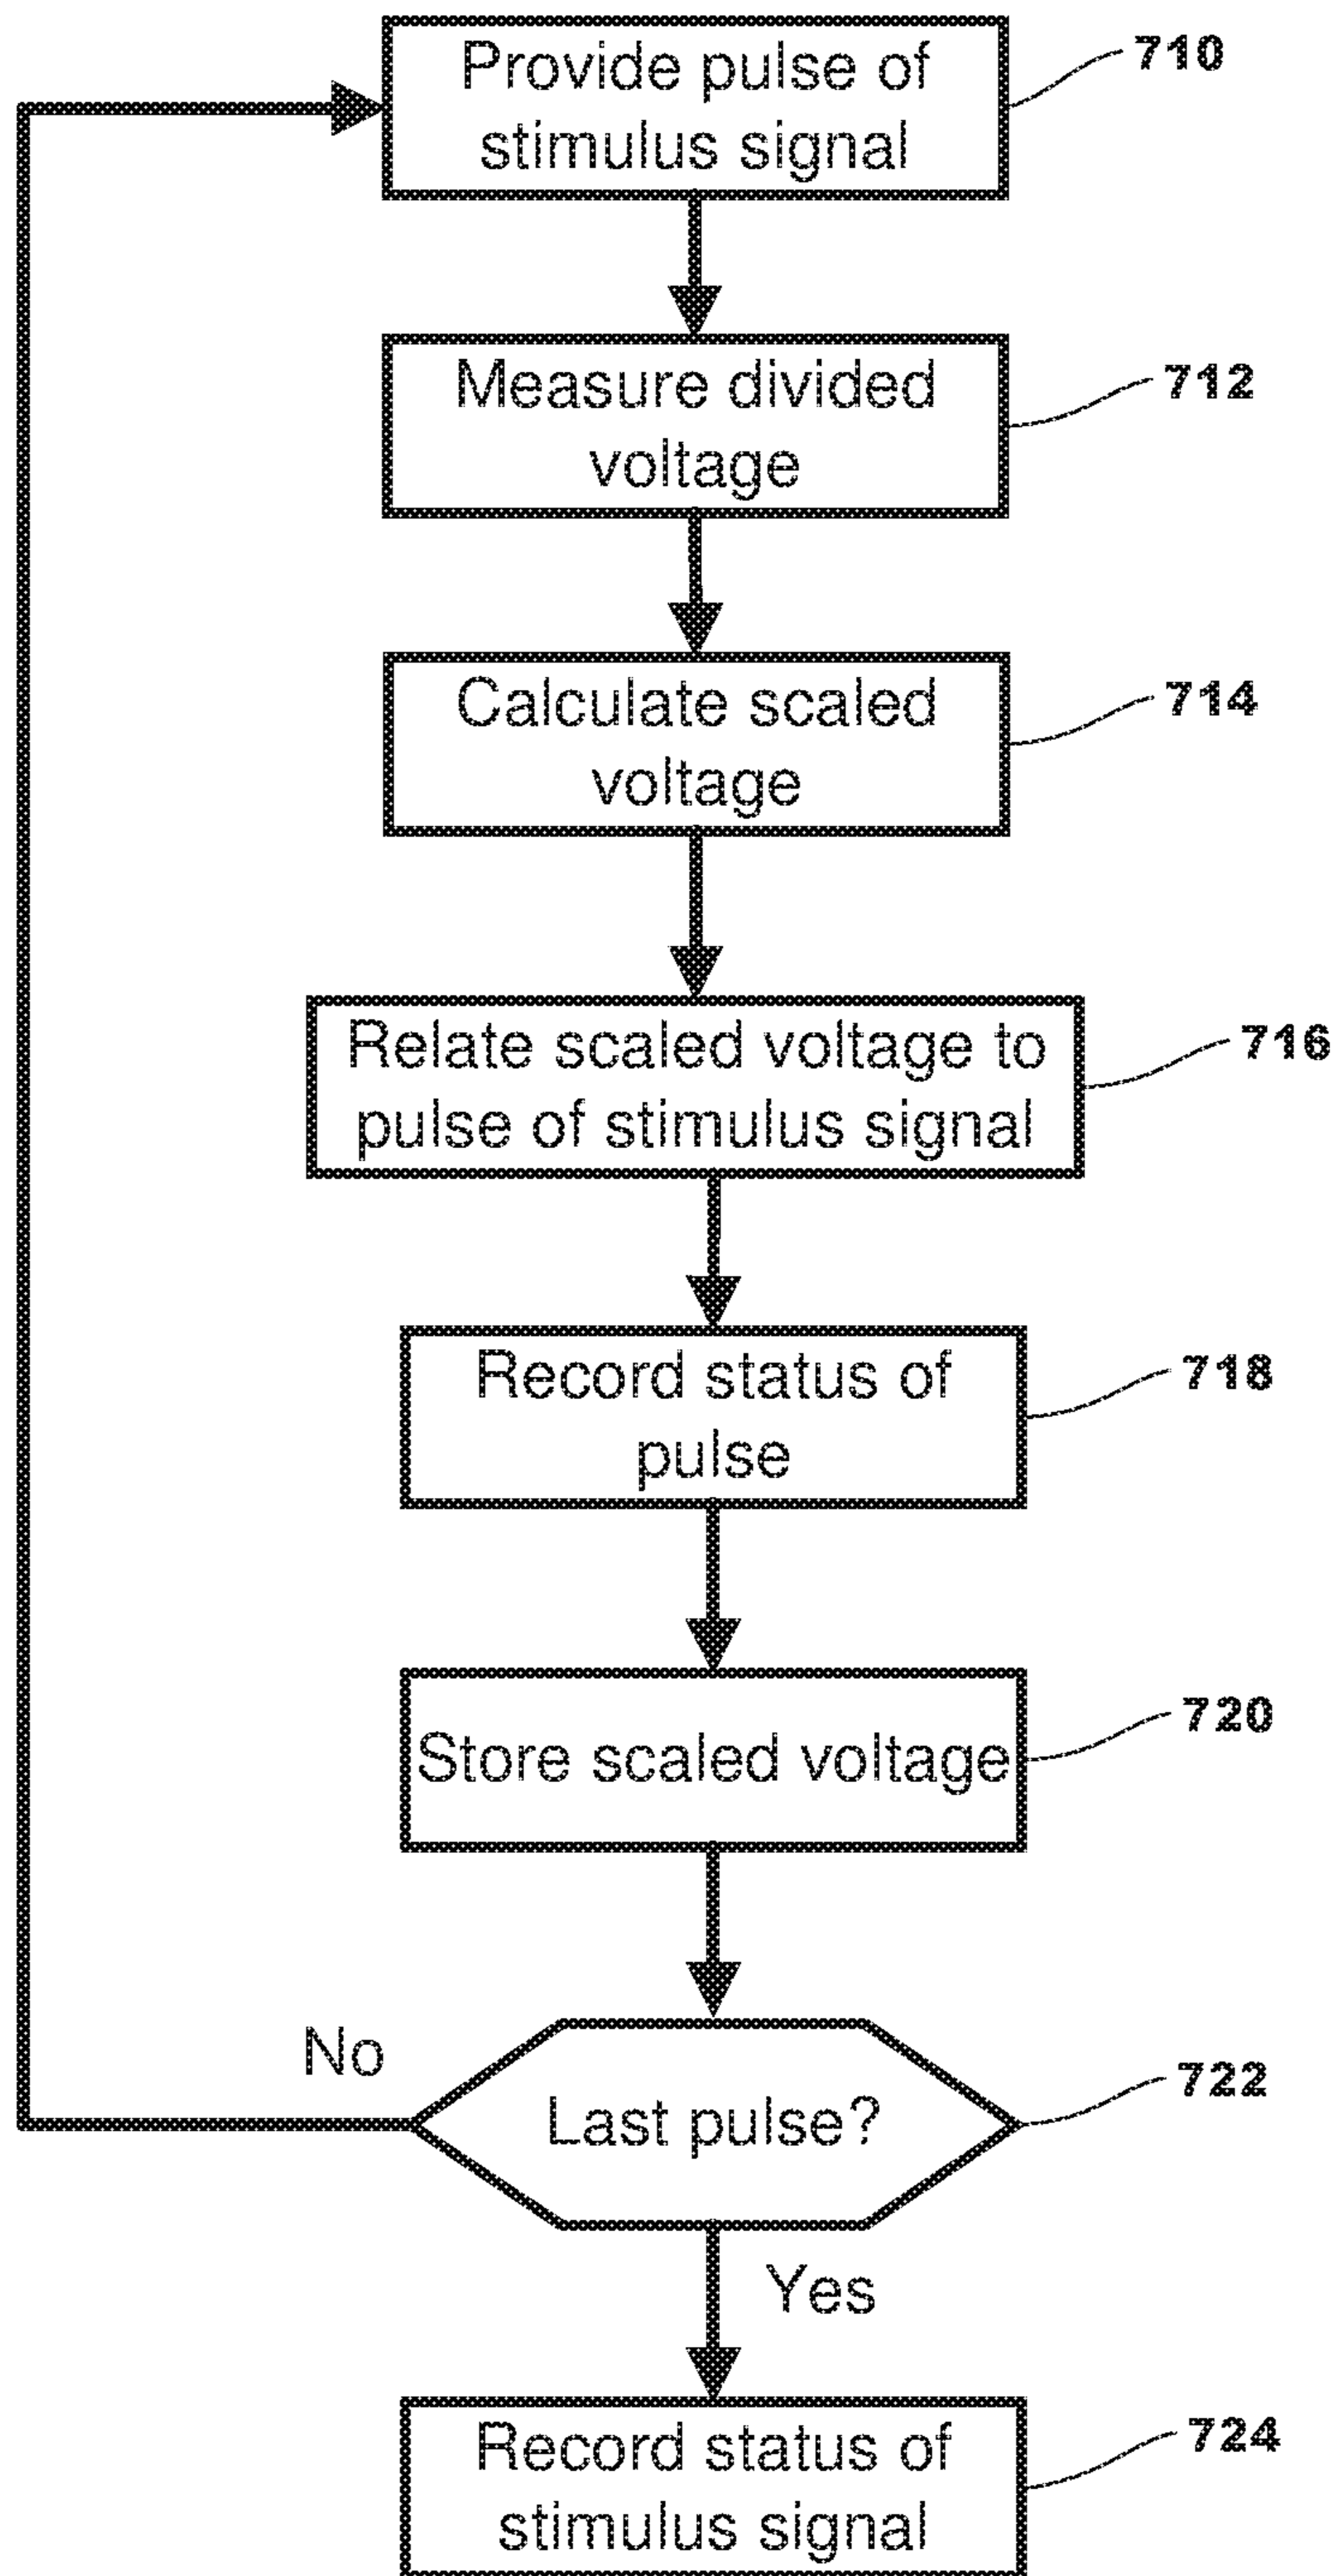 Provide pulse of
stimulus signal
710
Measure divided
voltage
712
Calculate scaled
voltage
714
Relate scaled voltage to
pulse of stimulus signal
716
Record status of
pulse
718
Store scaled voltage
720
No
Last pulse?
722
Yes
Record status of
stimulus signal
724